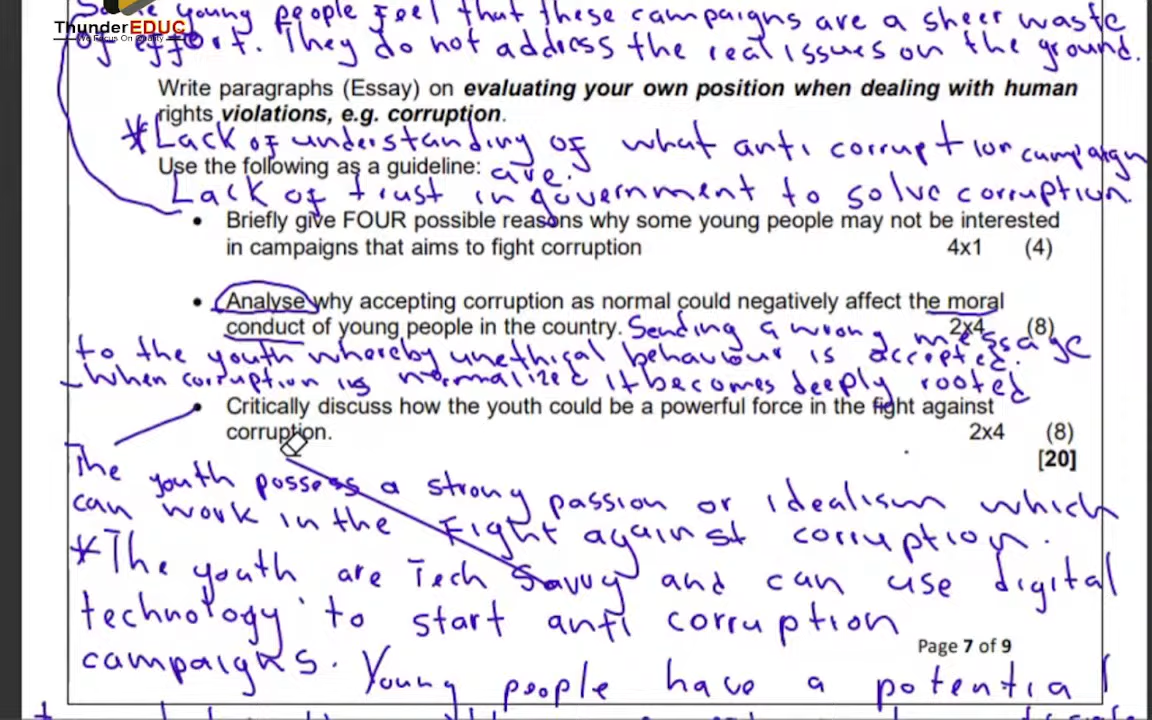 Some young people feel that these campaigns are a sheer waste
ThunderEDUC
We Focus On Quality
of effort. They do not address the real issues on the ground.
Write paragraphs (Essay) on evaluating your own position when dealing with human
rights violations, e.g. corruption.
*Lack of understanding of what anti corruption campaign
Use the following as a guideline: are.
Lack of trust in government to solve corruption.
• Briefly give FOUR possible reasons why some young people may not be interested
in campaigns that aims to fight corruption 4x1 (4)
• Analyse why accepting corruption as normal could negatively affect the moral
conduct of young people in the country. 2x4 (8)
Sending a wrong message
to the youth whereby unethical behaviour is accepted.
- When corruption is normalized it becomes deeply rooted
• Critically discuss how the youth could be a powerful force in the fight against
corruption. 2x4 (8)
[20]
The youth possess a strong passion or idealism which
can work in the fight against corruption.
*The youth are Tech Savvy and can use digital
technology to start anti corruption
Page 7 of 9
campaigns. Young people have a potential